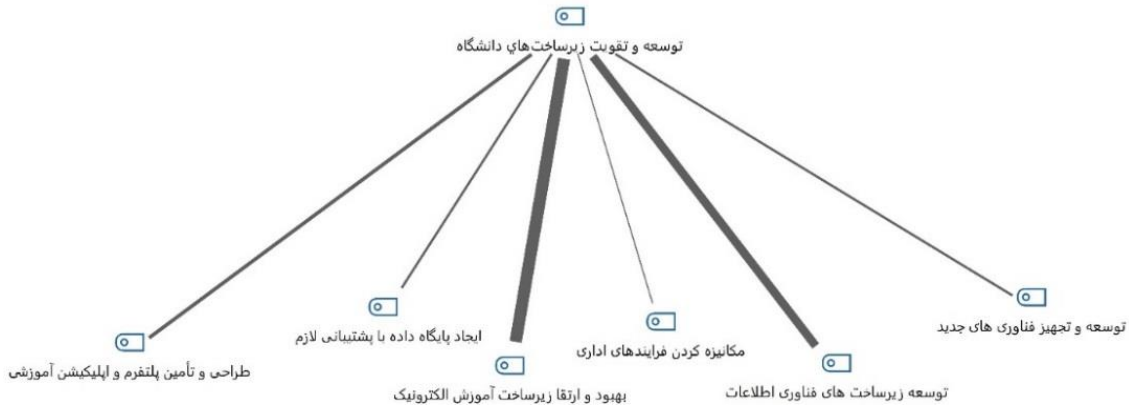 توسعه و تقویت زیرساخت‌هاي دانشگاه
توسعه و تجهیز فناوری های جدید
مکانیزه کردن فرایندهای اداری
ایجاد پایگاه داده با پشتیبانی لازم
طراحی و تأمین پلتفرم و اپلیکیشن آموزشی
توسعه زیرساخت های فناوری اطلاعات
بهبود و ارتقا زیرساخت آموزش الکترونیک